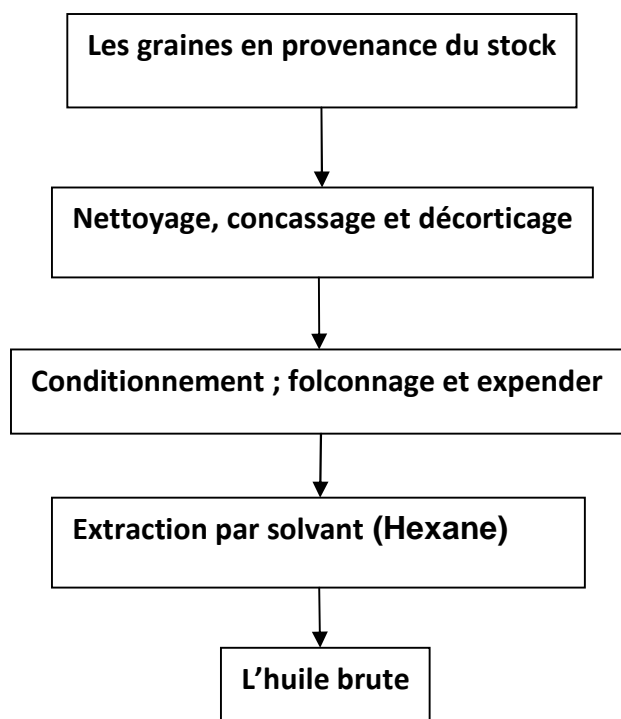 Les graines en provenance du stock
Nettoyage, concassage et décorticage
Conditionnement ; folconnage et expender
Extraction par solvant (Hexane)
L’huile brute